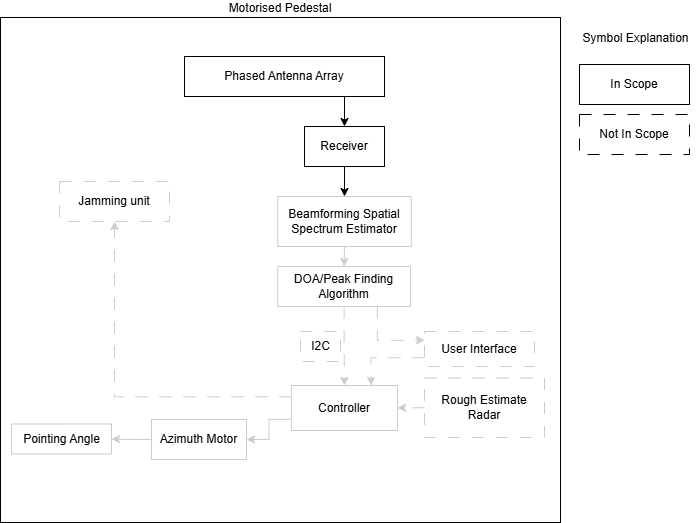 Motorised Pedestal
Symbol Explanation
Phased Antenna Array
In Scope
Not In Scope
Receiver
Jamming unit
Beamforming Spatial
Spectrum Estimator
DOA/Peak Finding
Algorithm
I2C
User Interface
Controller
Rough Estimate
Radar
Pointing Angle
Azimuth Motor